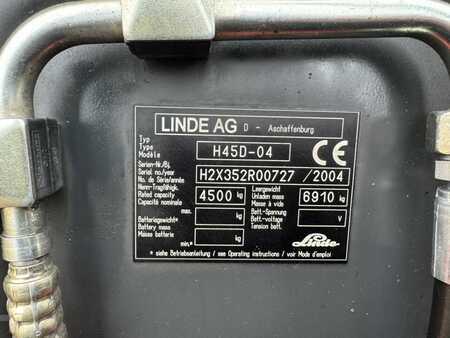 LINDE AG D - Aschaffenburg
Typ
Type
Modèle
H45D-04
CE
Serien-Nr./Bj.
Serial no./year
No. de Série/année
H2X352R00727 /2004
Nenn-Tragfähigk.
Rated capacity
Capacité nominale
4500 kg
Leergewicht
Unladen mass
Masse à vide
6910 kg
Batteriegewicht*
Battery mass
Masse batterie
max. kg
min.* kg
Batt.-Spannung
Batt.-voltage
Tension batt.
V
Linde
* siehe Betriebsanleitung / see Operating instructions / voir Mode d'emploi